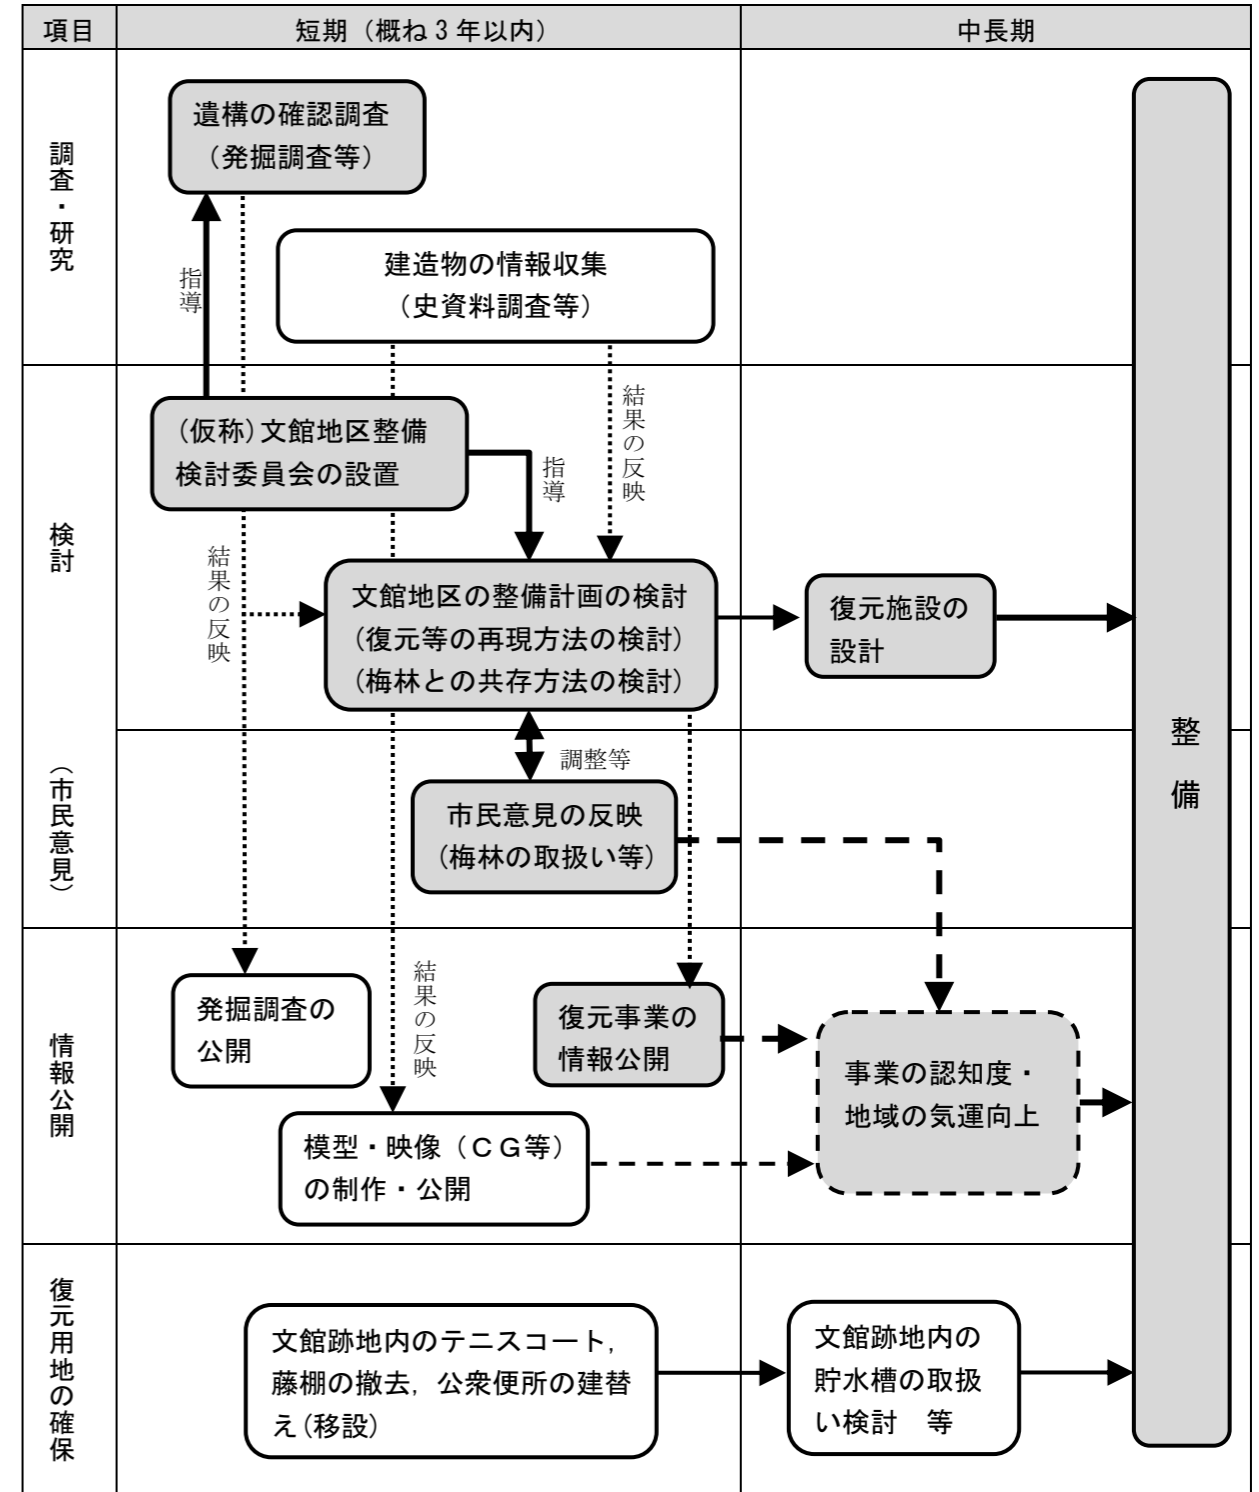 項目
短期（概ね３年以内）
中長期
調査・研究
遺構の確認調査
（発掘調査等）
指導
建造物の情報収集
（史資料調査等）
検討
（市民意見）
(仮称)文館地区整備
検討委員会の設置
指導
結果の反映
結果の反映
文館地区の整備計画の検討
(復元等の再現方法の検討)
(梅林との共存方法の検討)
復元施設の
設計
整備
調整等
市民意見の反映
(梅林の取扱い等)
情報公開
発掘調査の
公開
結果の反映
復元事業の
情報公開
事業の認知度・
地域の気運向上
模型・映像（ＣＧ等）
の制作・公開
復元用地の確保
文館跡地内のテニスコート，
藤棚の撤去，公衆便所の建替
え(移設)
文館跡地内の
貯水槽の取扱
い検討　等